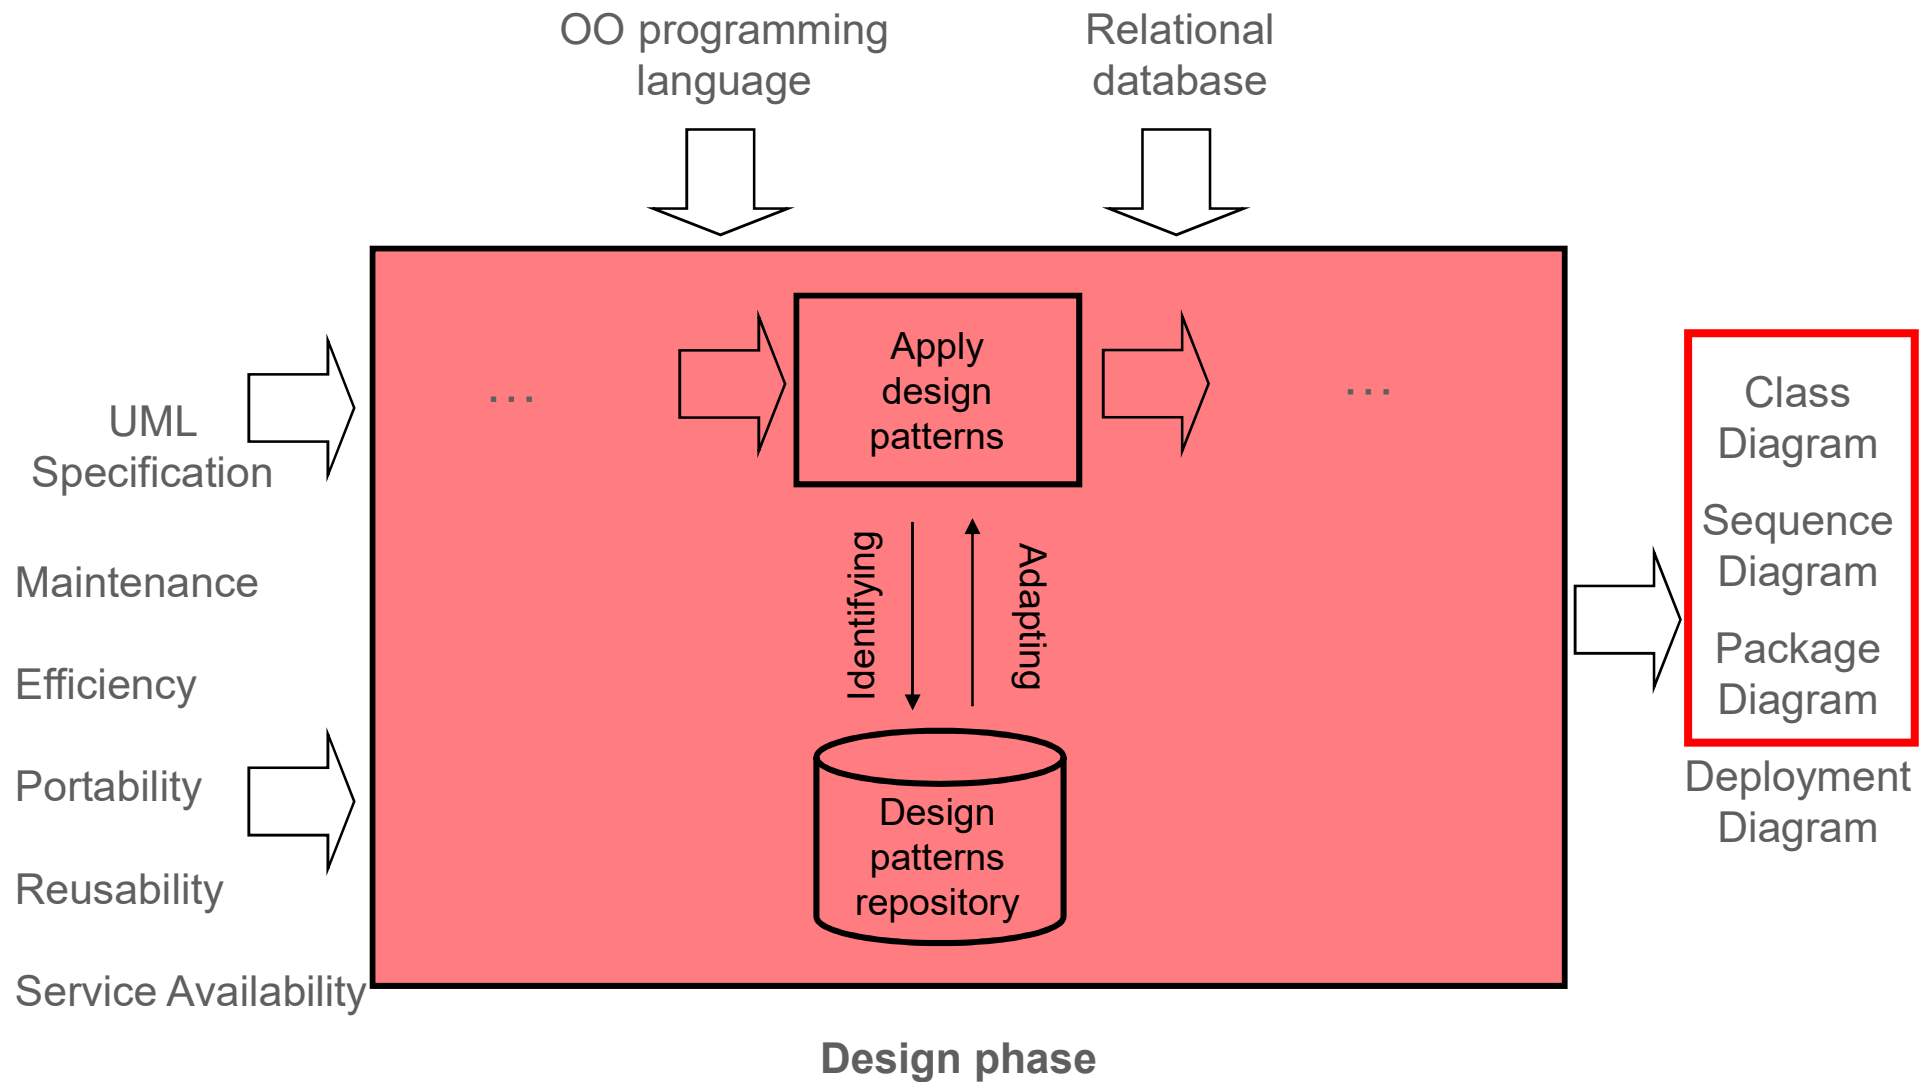 OO programming
language
Relational
database
UML
Specification
Maintenance
Efficiency
Portability
Reusability
Service Availability
...
Apply
design
patterns
...
Identifying
Adapting
Design
patterns
repository
Class
Diagram
Sequence
Diagram
Package
Diagram
Deployment
Diagram
Design phase